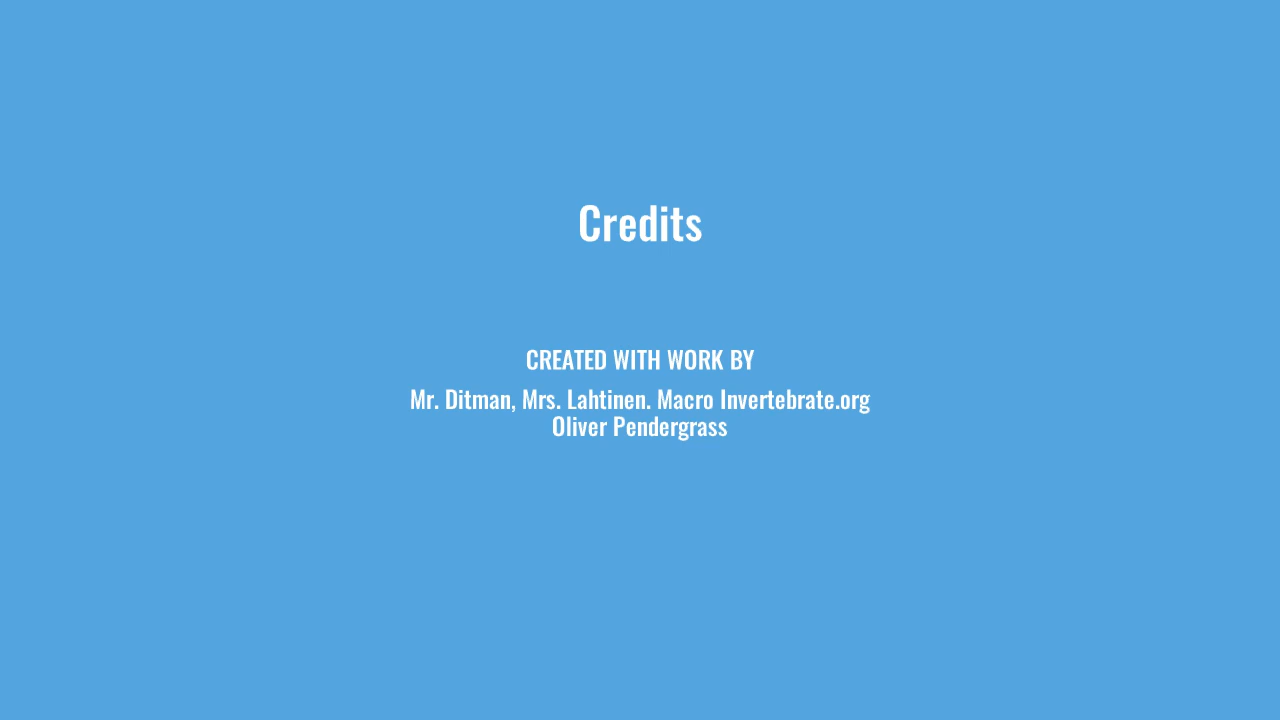 Credits
CREATED WITH WORK BY
Mr. Ditman, Mrs. Lahtinen. Macro Invertebrate.org
Oliver Pendergrass